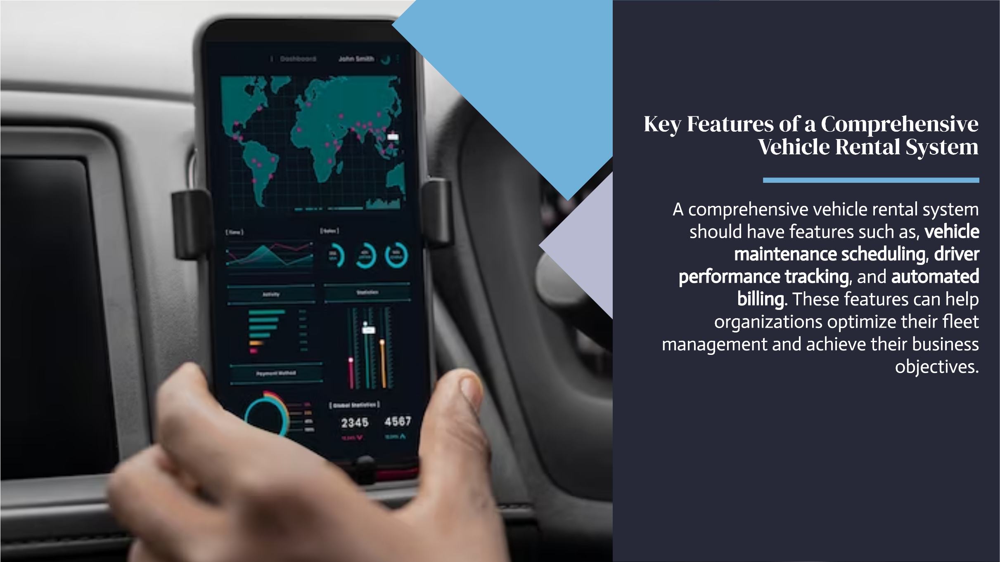 Dashboard
John Smith
[Sales]
Activity
Statistics
Payment Method
[Global Statistics]
2345
4567
Key Features of a Comprehensive
Vehicle Rental System
A comprehensive vehicle rental system
should have features such as, vehicle
maintenance scheduling, driver
performance tracking, and automated
billing. These features can help
organizations optimize their fleet
management and achieve their business
objectives.